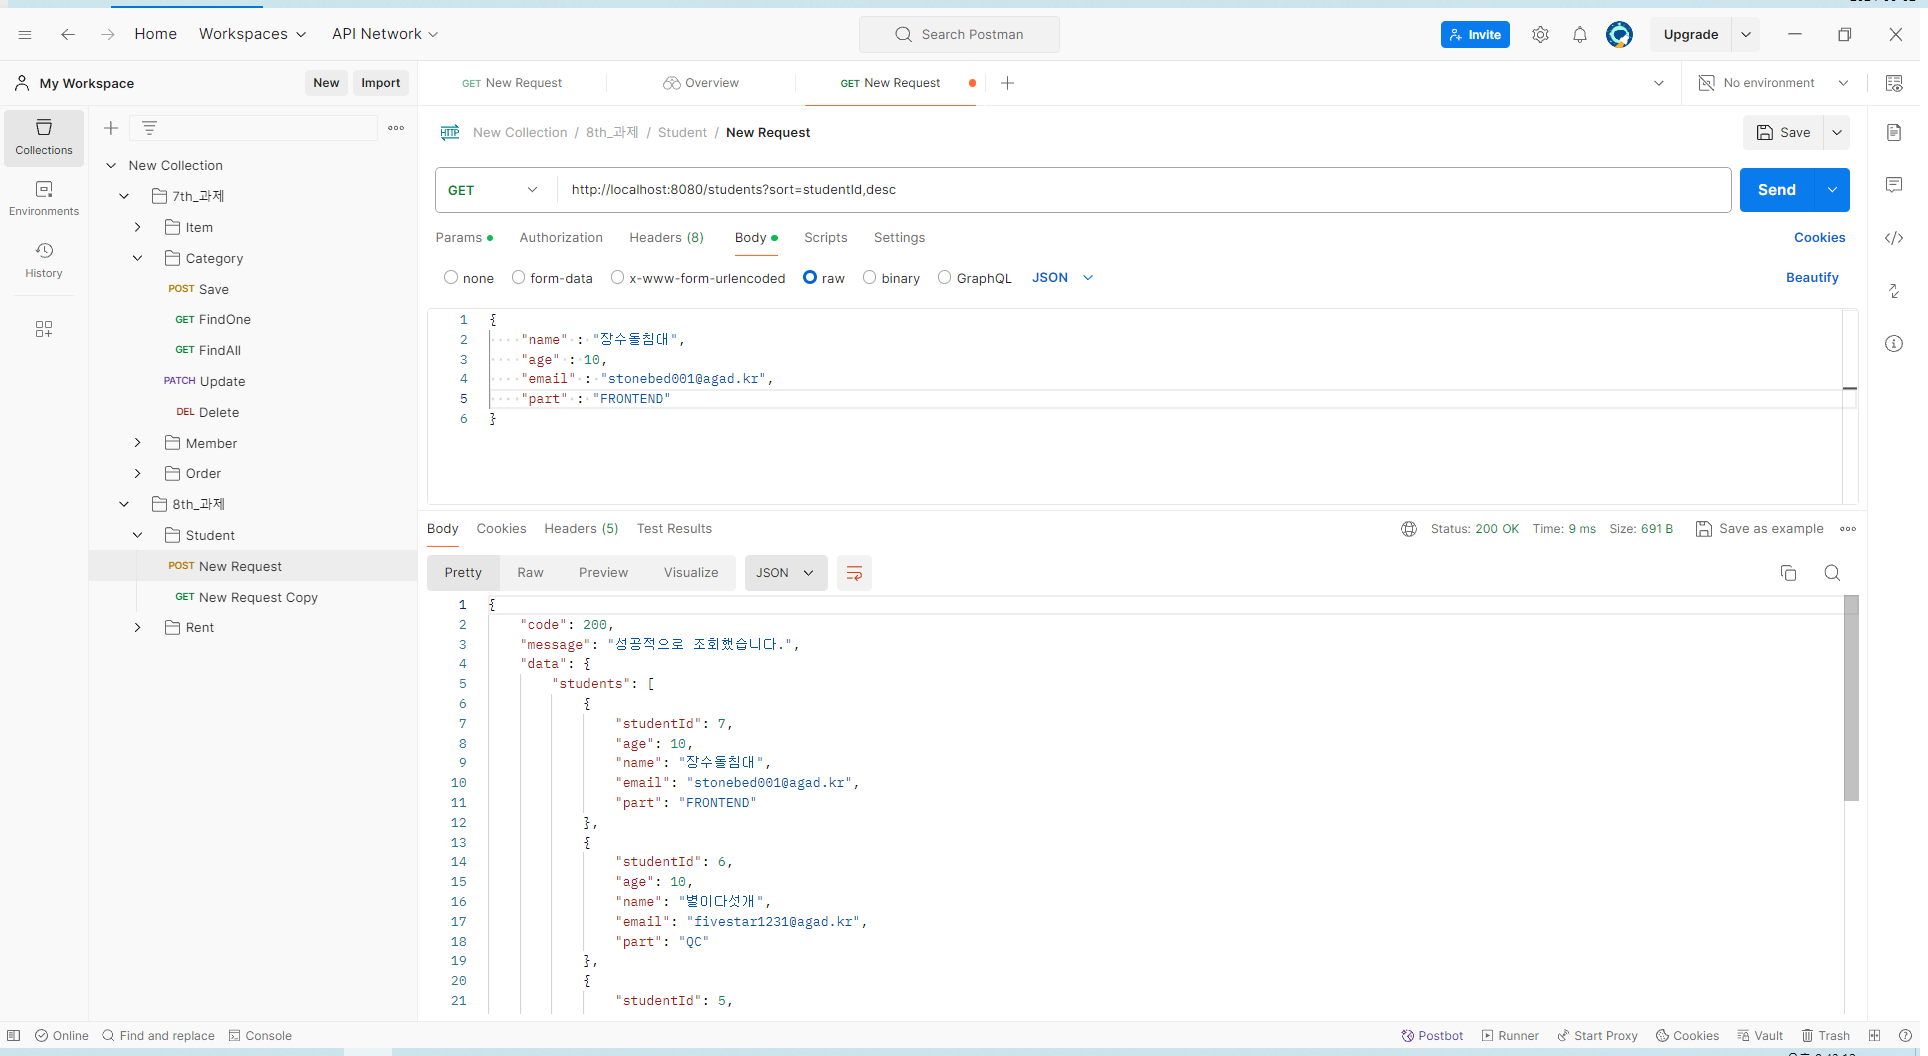 Home Workspaces API Network Search Postman Invite Upgrade
My Workspace New Import GET New Request Overview GET New Request No environment
New Collection / 8th_과제 / Student / New Request Save
Collections
Environments
History
New Collection
7th_과제
Item
Category
POST Save
GET FindOne
GET FindAll
PATCH Update
DEL Delete
Member
Order
8th_과제
Student
POST New Request
GET New Request Copy
Rent
GET http://localhost:8080/students?sort=studentId,desc Send
Params Authorization Headers (8) Body Scripts Settings Cookies
none form-data x-www-form-urlencoded raw binary GraphQL JSON Beautify
1 {
2 "name" : "장수돌침대",
3 "age" : 10,
4 "email" : "stonebed001@agad.kr",
5 "part" : "FRONTEND"
6 }
Body Cookies Headers (5) Test Results Status: 200 OK Time: 9 ms Size: 691 B Save as example
Pretty Raw Preview Visualize JSON
1 {
2 "code": 200,
3 "message": "성공적으로 조회했습니다.",
4 "data": {
5 "students": [
6 {
7 "studentId": 7,
8 "age": 10,
9 "name": "장수돌침대",
10 "email": "stonebed001@agad.kr",
11 "part": "FRONTEND"
12 },
13 {
14 "studentId": 6,
15 "age": 10,
16 "name": "별이다섯개",
17 "email": "fivestar1231@agad.kr",
18 "part": "QC"
19 },
20 {
21 "studentId": 5,
Online Find and replace Console Postbot Runner Start Proxy Cookies Vault Trash